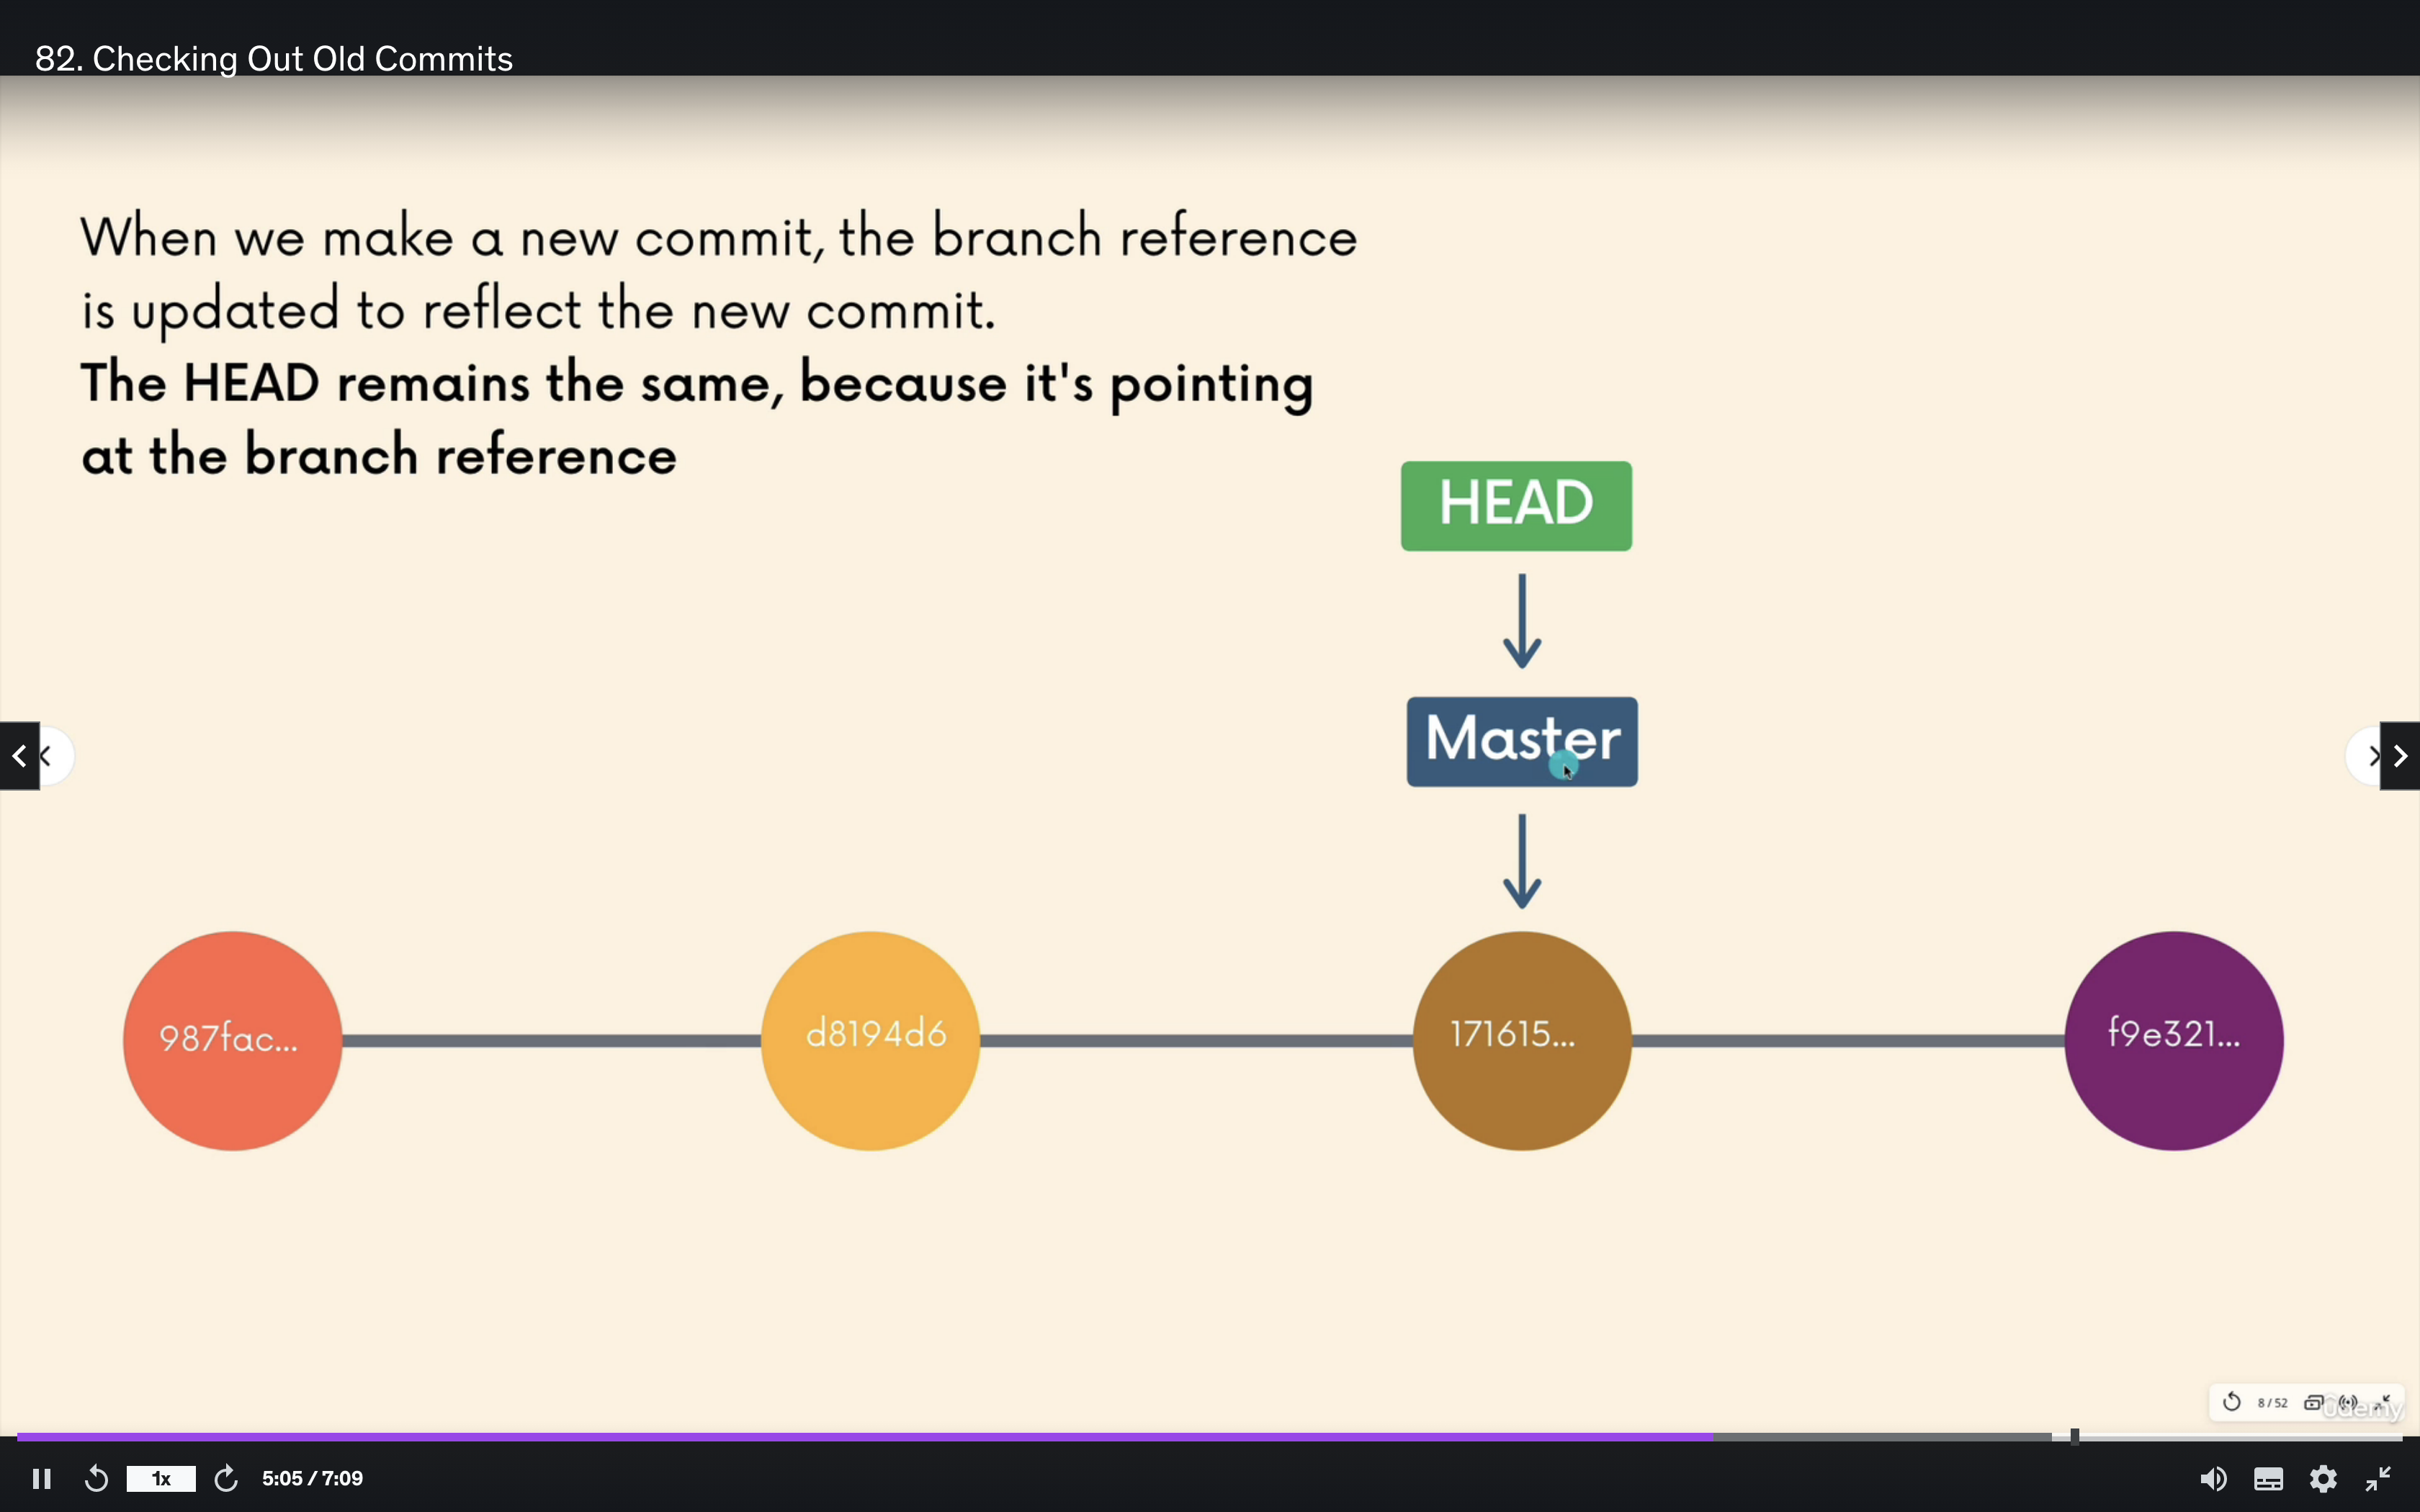 82. Checking Out Old Commits
When we make a new commit, the branch reference
is updated to reflect the new commit.
The HEAD remains the same, because it's pointing
at the branch reference
HEAD
Master
987fac...
d8194d6
171615...
f9e321...
8 / 52
ûdemy
1x
5:05 / 7:09